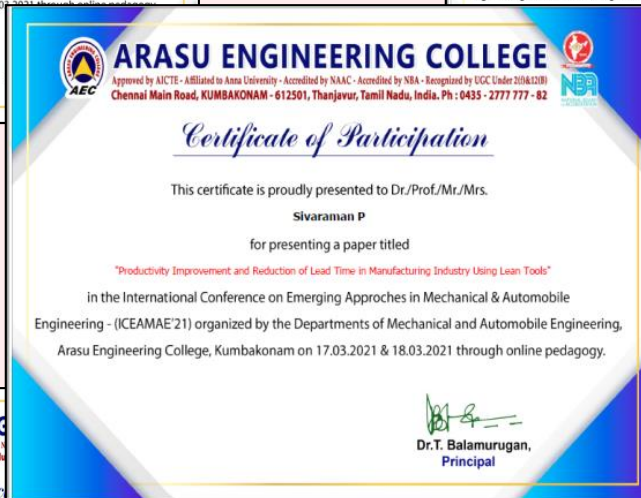 03.2021 through online pedagogy.
ARASU ENGINEERING COLLEGE
AEC
NBA
Approved by AICTE - Affiliated to Anna University - Accredited by NAAC - Accredited by NBA - Recognized by UGC Under 2(f)&12(B)
Chennai Main Road, KUMBAKONAM - 612501, Thanjavur, Tamil Nadu, India. Ph : 0435 - 2777 777 - 82
Certificate of Participation
This certificate is proudly presented to Dr./Prof./Mr./Mrs.
Sivaraman P
for presenting a paper titled
"Productivity Improvement and Reduction of Lead Time in Manufacturing Industry Using Lean Tools"
in the International Conference on Emerging Approches in Mechanical & Automobile
Engineering - (ICEAMAE'21) organized by the Departments of Mechanical and Automobile Engineering,
Arasu Engineering College, Kumbakonam on 17.03.2021 & 18.03.2021 through online pedagogy.
Dr.T. Balamurugan,
Principal